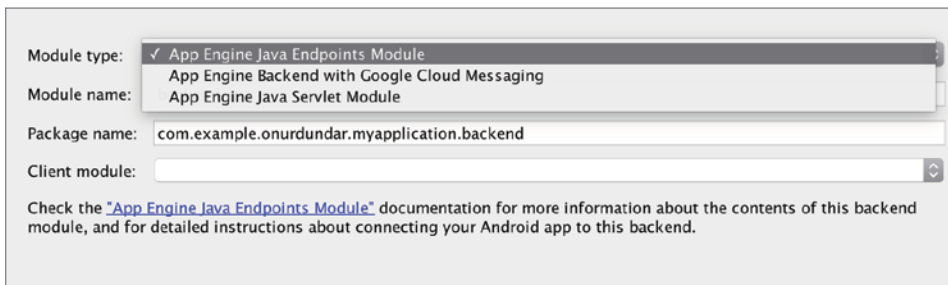 Module type: ✓ App Engine Java Endpoints Module
App Engine Backend with Google Cloud Messaging
Module name: App Engine Java Servlet Module
Package name: com.example.onurdundar.myapplication.backend
Client module:
Check the "App Engine Java Endpoints Module" documentation for more information about the contents of this backend
module, and for detailed instructions about connecting your Android app to this backend.